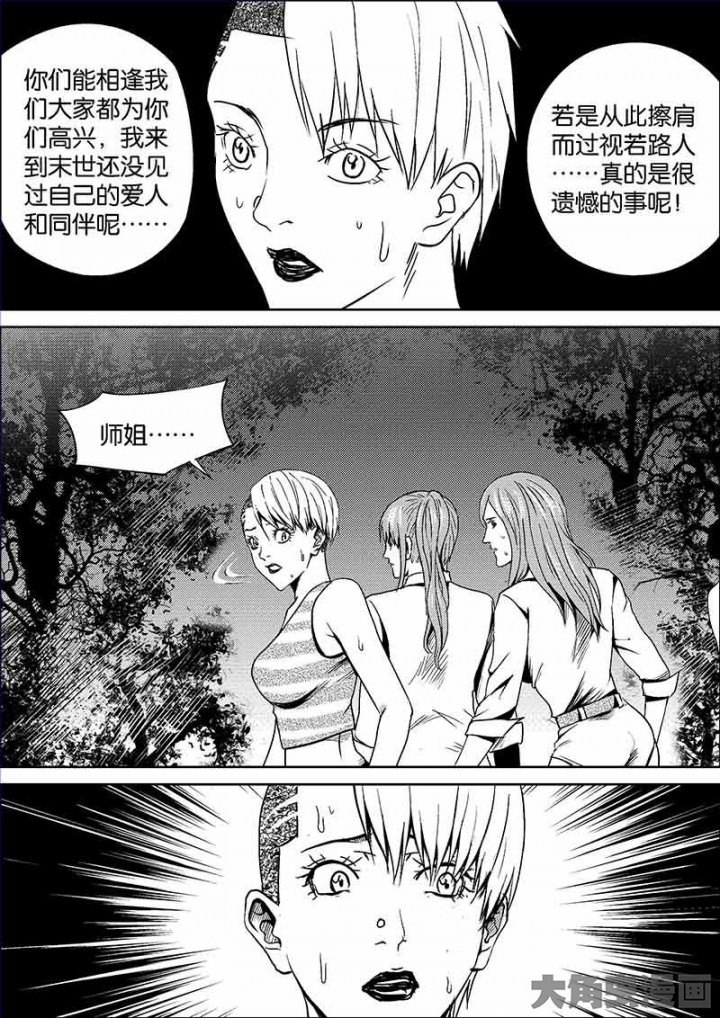 你们能相逢我
们大家都为你
们高兴，我来
到末世还没见
过自己的爱人
和同伴呢……
若是从此擦肩
而过视若路人
……真的是很
遗憾的事呢！
师姐……
大角虫漫画